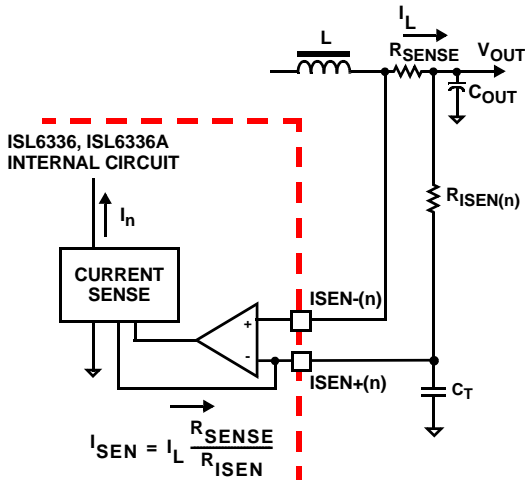 I_L
L
R_SENSE
V_OUT
C_OUT
ISL6336, ISL6336A
INTERNAL CIRCUIT
I_n
R_ISEN(n)
CURRENT
SENSE
ISEN-(n)
+
-
ISEN+(n)
C_T
I_SEN = I_L R_SENSE / R_ISEN